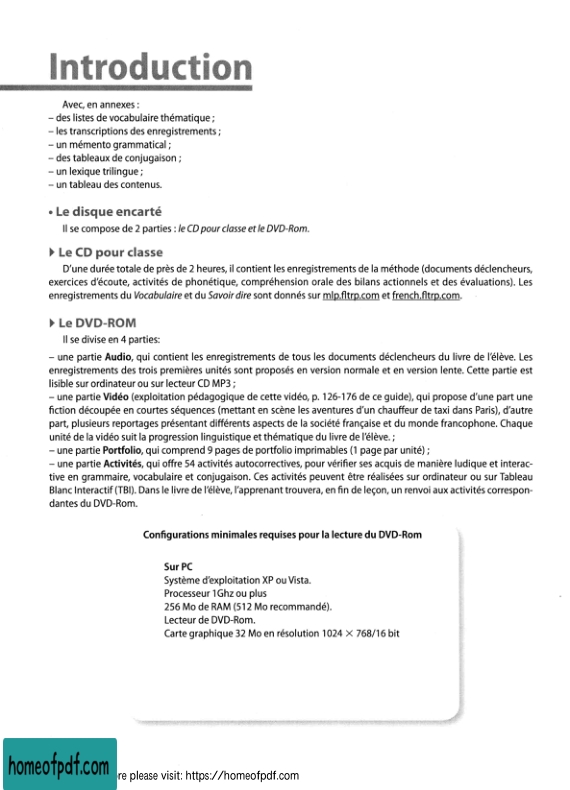 Introduction
Avec, en annexes :
– des listes de vocabulaire thématique ;
– les transcriptions des enregistrements ;
– un mémento grammatical ;
– des tableaux de conjugaison ;
– un lexique trilingue ;
– un tableau des contenus.
• Le disque encarté
Il se compose de 2 parties : le CD pour classe et le DVD-Rom.
Le CD pour classe
D'une durée totale de près de 2 heures, il contient les enregistrements de la méthode (documents déclencheurs,
exercices d'écoute, activités de phonétique, compréhension orale des bilans actionnels et des évaluations). Les
enregistrements du Vocabulaire et du Savoir dire sont donnés sur mlp.fltrp.com et french.fltrp.com.
Le DVD-ROM
Il se divise en 4 parties:
– une partie Audio, qui contient les enregistrements de tous les documents déclencheurs du livre de l'élève. Les
enregistrements des trois premières unités sont proposés en version normale et en version lente. Cette partie est
lisible sur ordinateur ou sur lecteur CD MP3 ;
– une partie Vidéo (exploitation pédagogique de cette vidéo, p. 126-176 de ce guide), qui propose d'une part une
fiction découpée en courtes séquences (mettant en scène les aventures d'un chauffeur de taxi dans Paris), d'autre
part, plusieurs reportages présentant différents aspects de la société française et du monde francophone. Chaque
unité de la vidéo suit la progression linguistique et thématique du livre de l'élève. ;
– une partie Portfolio, qui comprend 9 pages de portfolio imprimables (1 page par unité) ;
– une partie Activités, qui offre 54 activités autocorrectives, pour vérifier ses acquis de manière ludique et interac-
tive en grammaire, vocabulaire et conjugaison. Ces activités peuvent être réalisées sur ordinateur ou sur Tableau
Blanc Interactif (TBI). Dans le livre de l'élève, l'apprenant trouvera, en fin de leçon, un renvoi aux activités correspon-
dantes du DVD-Rom.
Configurations minimales requises pour la lecture du DVD-Rom
Sur PC
Système d'exploitation XP ou Vista.
Processeur 1Ghz ou plus
256 Mo de RAM (512 Mo recommandé).
Lecteur de DVD-Rom.
Carte graphique 32 Mo en résolution 1024 × 768/16 bit
homeofpdf.com
re please visit: https://homeofpdf.com